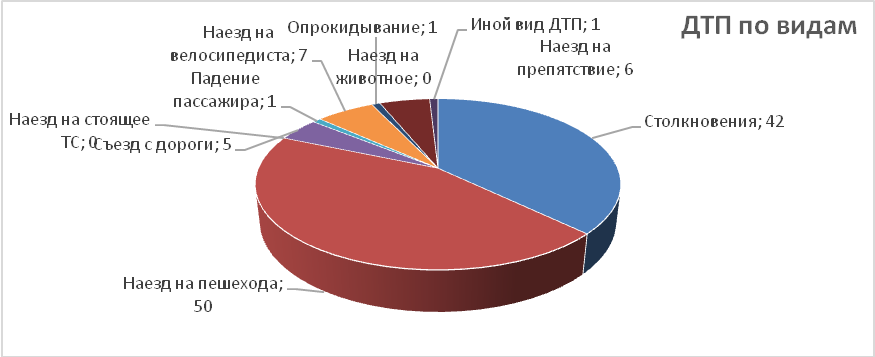 ДТП по видам
Наезд на
велосипедиста; 7
Опрокидывание; 1
Наезд на
животное; 0
Иной вид ДТП; 1
Наезд на
препятствие; 6
Падение
пассажира; 1
Наезд на стоящее
ТС; 0
Съезд с дороги; 5
Столкновения; 42
Наезд на пешехода;
50